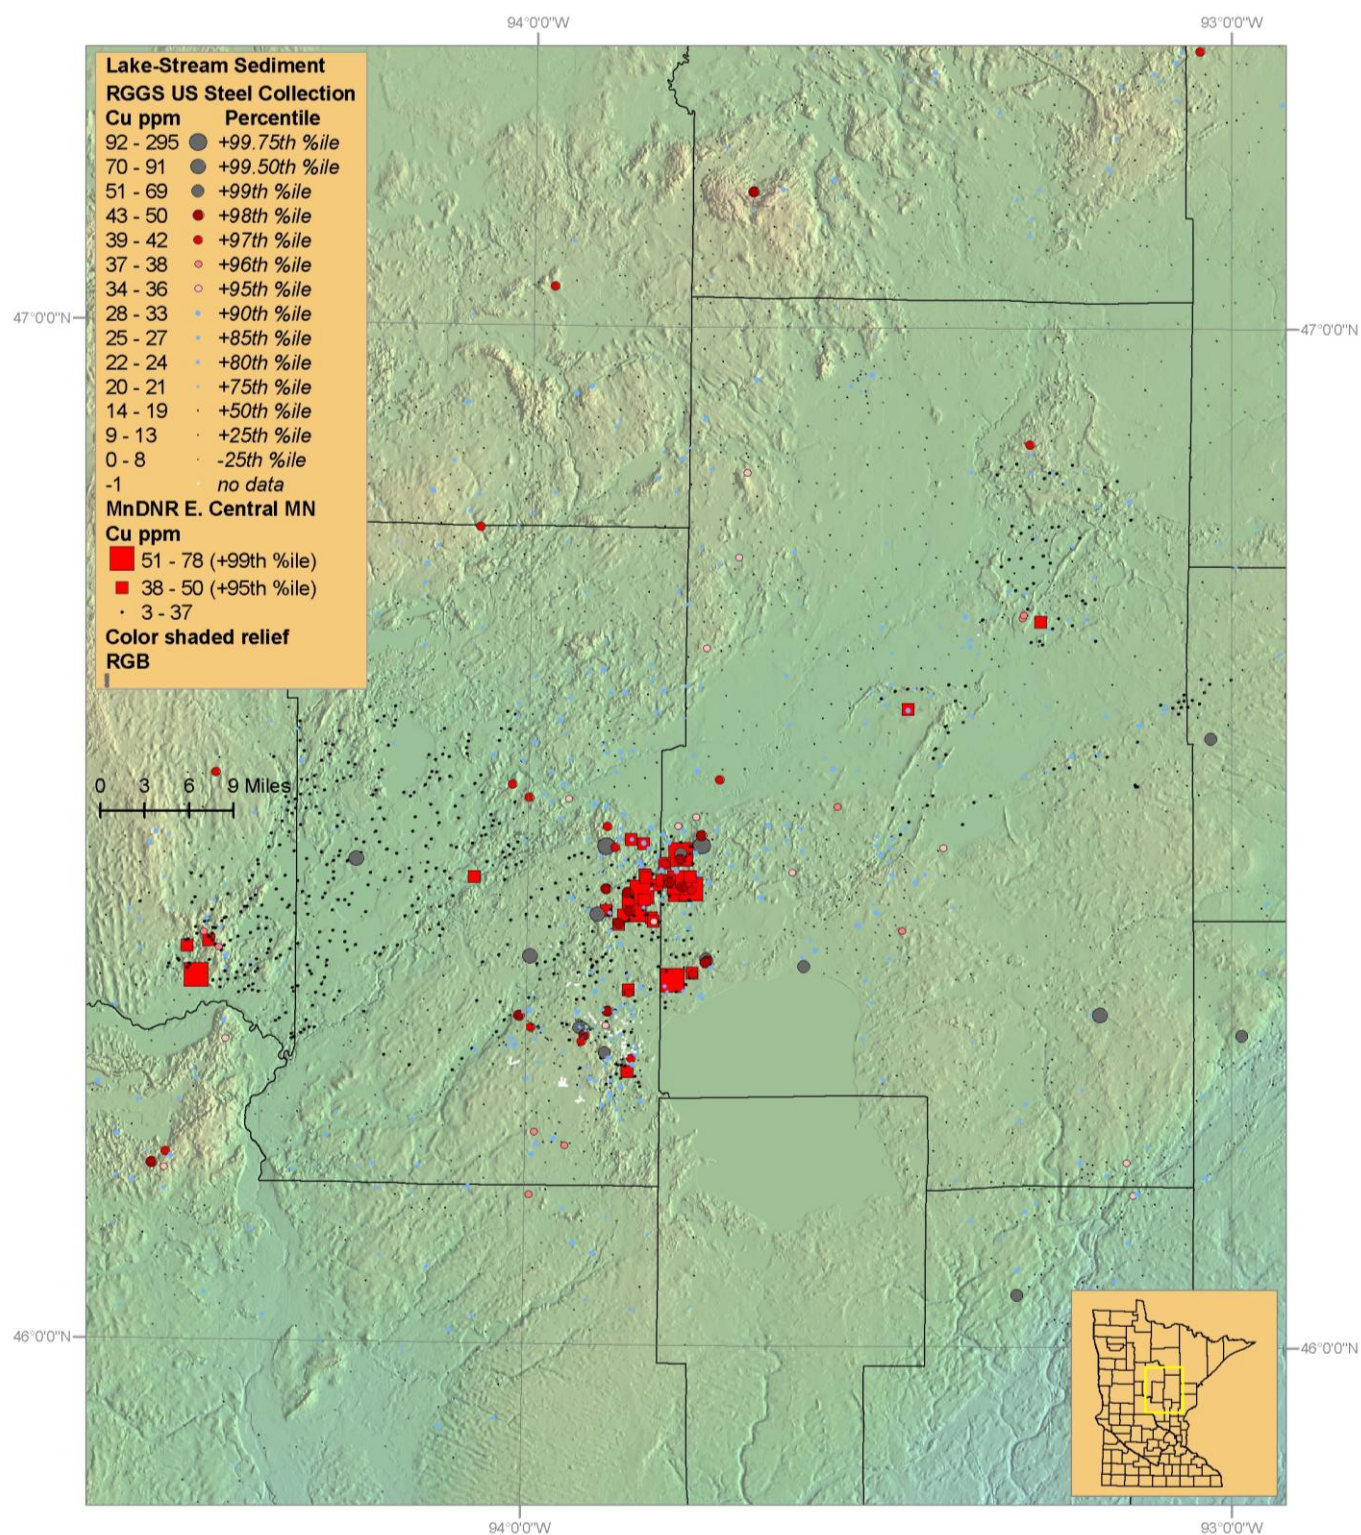 94°0'0"W 93°0'0"W
Lake-Stream Sediment
RGGS US Steel Collection
Cu ppm Percentile
92 - 295 +99.75th %ile
70 - 91 +99.50th %ile
51 - 69 +99th %ile
43 - 50 +98th %ile
39 - 42 +97th %ile
37 - 38 +96th %ile
34 - 36 +95th %ile
28 - 33 +90th %ile
25 - 27 +85th %ile
22 - 24 +80th %ile
20 - 21 +75th %ile
14 - 19 +50th %ile
9 - 13 +25th %ile
0 - 8 -25th %ile
-1 no data
MnDNR E. Central MN
Cu ppm
51 - 78 (+99th %ile)
38 - 50 (+95th %ile)
3 - 37
Color shaded relief
RGB
47°0'0"N 47°0'0"N
0 3 6 9 Miles
46°0'0"N 46°0'0"N
94°0'0"W 93°0'0"W